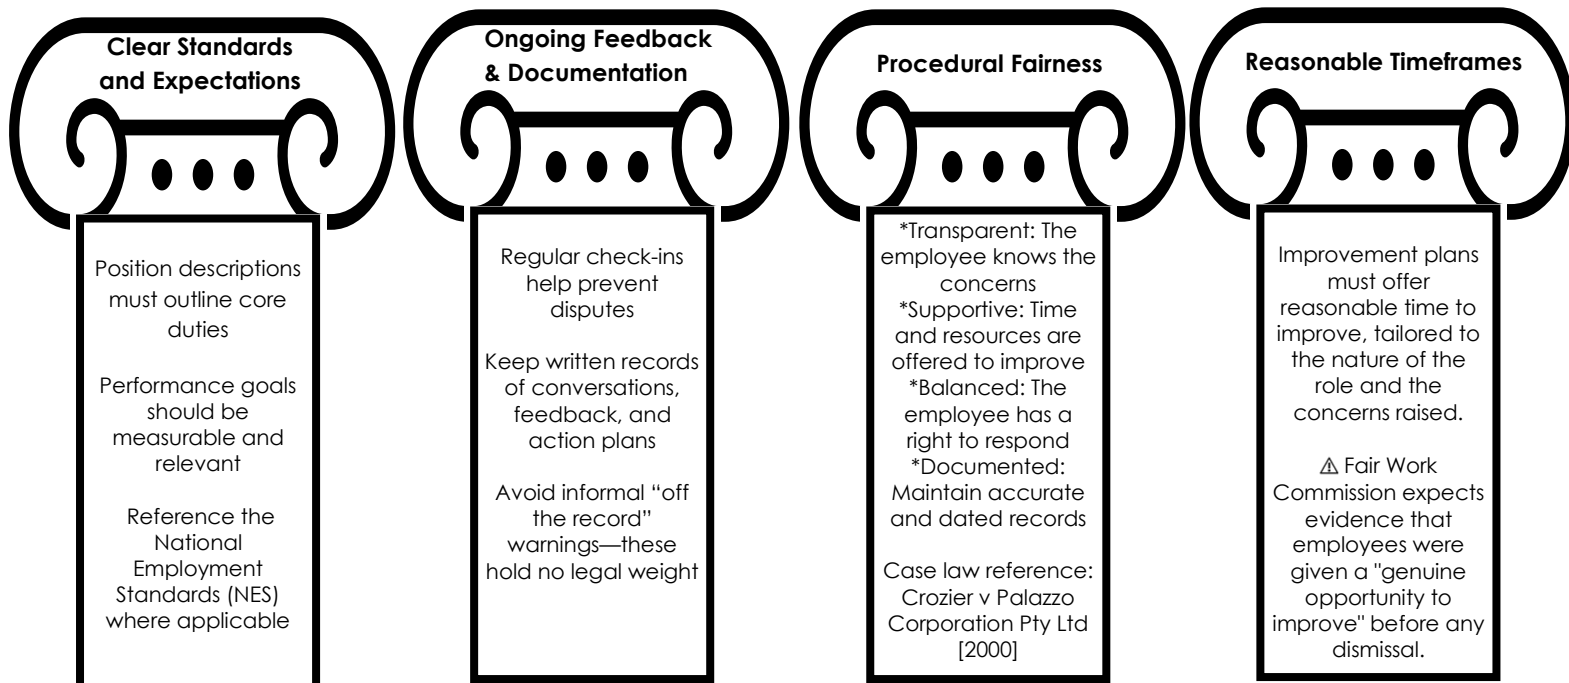 Clear Standards
and Expectations
Position descriptions
must outline core
duties
Performance goals
should be
measurable and
relevant
Reference the
National
Employment
Standards (NES)
where applicable
Ongoing Feedback
& Documentation
Regular check-ins
help prevent
disputes
Keep written records
of conversations,
feedback, and
action plans
Avoid informal “off
the record”
warnings—these
hold no legal weight
Procedural Fairness
*Transparent: The
employee knows the
concerns
*Supportive: Time
and resources are
offered to improve
*Balanced: The
employee has a
right to respond
*Documented:
Maintain accurate
and dated records
Case law reference:
Crozier v Palazzo
Corporation Pty Ltd
[2000]
Reasonable Timeframes
Improvement plans
must offer
reasonable time to
improve, tailored to
the nature of the
role and the
concerns raised.
⚠ Fair Work
Commission expects
evidence that
employees were
given a "genuine
opportunity to
improve" before any
dismissal.